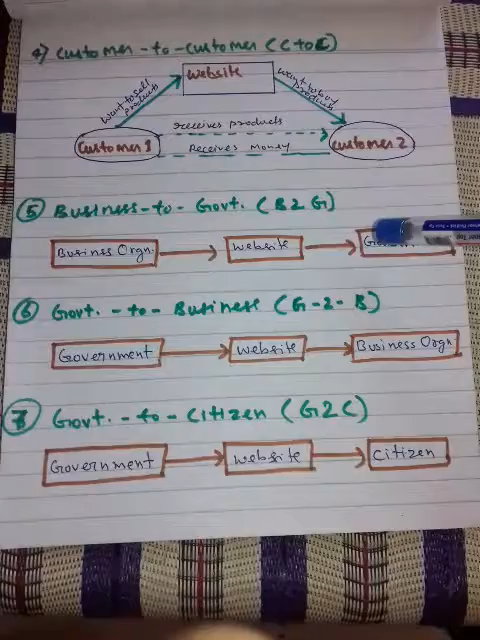 4) Customer-to-customer (C to C)
Website
Want to sell products
want to buy products
receives products
Customer 1
Customer 2
Receives Money
⑤ Business-to-Govt. (B2G)
Business Orgn. Website
⑥ Govt.-to-Business (G-2-B)
Government Website Business Orgn
⑦ Govt.-to-Citizen (G2C)
Government Website Citizen